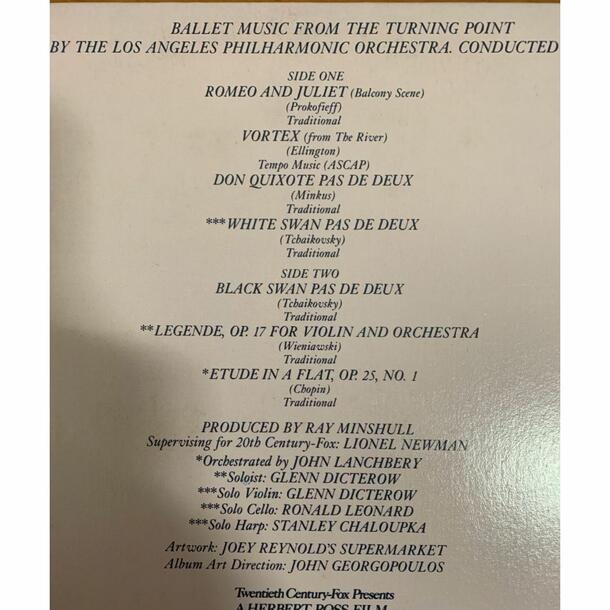 BALLET MUSIC FROM THE TURNING POINT
BY THE LOS ANGELES PHILHARMONIC ORCHESTRA. CONDUCTED
SIDE ONE
ROMEO AND JULIET (Balcony Scene)
(Prokofieff)
Traditional
VORTEX (from The River)
(Ellington)
Tempo Music (ASCAP)
DON QUIXOTE PAS DE DEUX
(Minkus)
Traditional
***WHITE SWAN PAS DE DEUX
(Tchaikovsky)
Traditional
SIDE TWO
BLACK SWAN PAS DE DEUX
(Tchaikovsky)
Traditional
**LEGENDE, OP. 17 FOR VIOLIN AND ORCHESTRA
(Wieniawski)
Traditional
*ETUDE IN A FLAT, OP. 25, NO. 1
(Chopin)
Traditional
PRODUCED BY RAY MINSHULL
Supervising for 20th Century-Fox: LIONEL NEWMAN
*Orchestrated by JOHN LANCHBERY
**Soloist: GLENN DICTEROW
***Solo Violin: GLENN DICTEROW
***Solo Cello: RONALD LEONARD
***Solo Harp: STANLEY CHALOUPKA
Artwork: JOEY REYNOLD'S SUPERMARKET
Album Art Direction: JOHN GEORGOPOULOS
Twentieth Century-Fox Presents
A HERBERT ROSS FILM